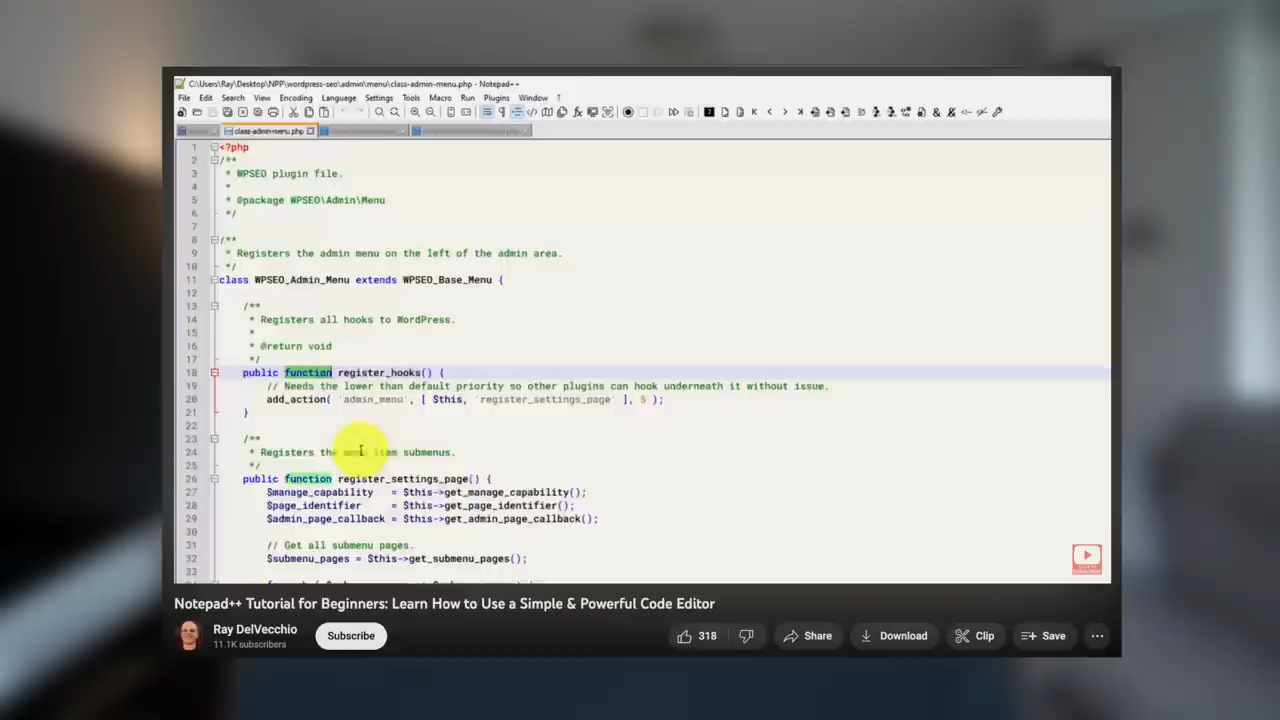 C:\Users\Ray\Desktop\NPP\wordpress-seo\admin\menu\class-admin-menu.php - Notepad++
File Edit Search View Encoding Language Settings Tools Macro Run Plugins Window ?
class-admin-menu.php
1 <?php
2 /**
3 * WPSEO plugin file.
4 *
5 * @package WPSEO\Admin\Menu
6 */
7
8 /**
9 * Registers the admin menu on the left of the admin area.
10 */
11 class WPSEO_Admin_Menu extends WPSEO_Base_Menu {
12
13 /**
14 * Registers all hooks to WordPress.
15 *
16 * @return void
17 */
18 public function register_hooks() {
19 // Needs the lower than default priority so other plugins can hook underneath it without issue.
20 add_action( 'admin_menu', [ $this, 'register_settings_page' ], 5 );
21 }
22
23 /**
24 * Registers the menu item submenus.
25 */
26 public function register_settings_page() {
27 $manage_capability = $this->get_manage_capability();
28 $page_identifier = $this->get_page_identifier();
29 $admin_page_callback = $this->get_admin_page_callback();
30
31 // Get all submenu pages.
32 $submenu_pages = $this->get_submenu_pages();
33
Notepad++ Tutorial for Beginners: Learn How to Use a Simple & Powerful Code Editor
Ray DelVecchio
11.1K subscribers
Subscribe
318
Share
Download
Clip
Save